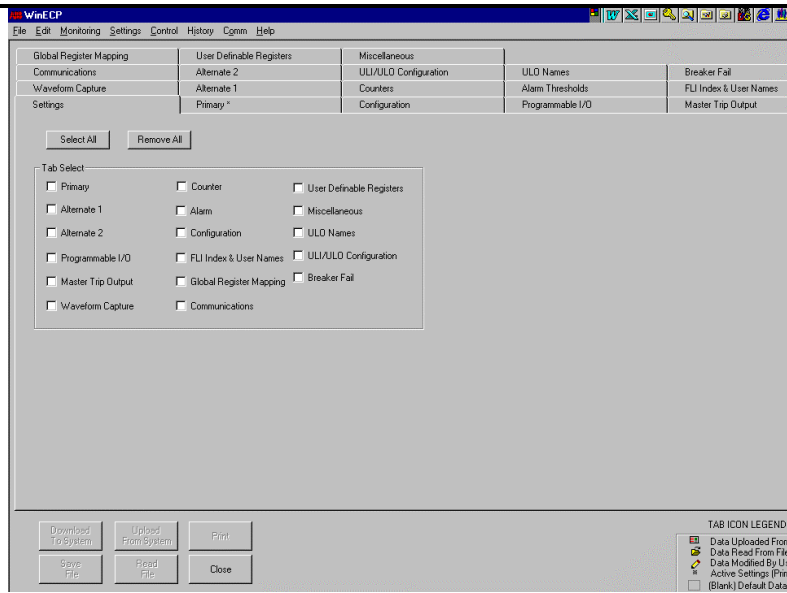 WinECP
File Edit Monitoring Settings Control History Comm Help
Global Register Mapping User Definable Registers Miscellaneous
Communications Alternate 2 ULI/ULO Configuration ULO Names Breaker Fail
Waveform Capture Alternate 1 Counters Alarm Thresholds FLI Index & User Names
Settings Primary * Configuration Programmable I/O Master Trip Output
Select All Remove All
Tab Select
Primary Counter User Definable Registers
Alternate 1 Alarm Miscellaneous
Alternate 2 Configuration ULO Names
Programmable I/O FLI Index & User Names ULI/ULO Configuration
Master Trip Output Global Register Mapping Breaker Fail
Waveform Capture Communications
Download To System Upload From System Print
Save File Read File Close
TAB ICON LEGEND
Data Uploaded From
Data Read From File
Data Modified By Us
* Active Settings (Prim
(Blank) Default Data